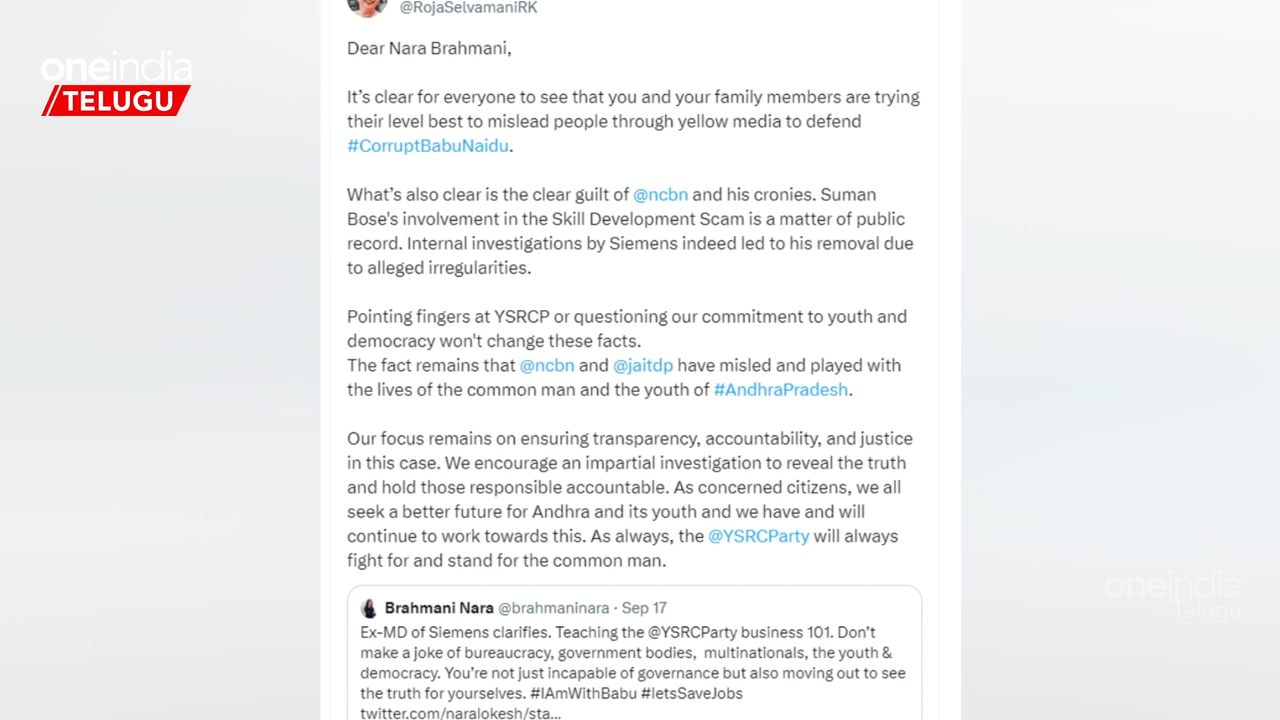 @RojaSelvamaniRK
oneindia
TELUGU
Dear Nara Brahmani,
It's clear for everyone to see that you and your family members are trying
their level best to mislead people through yellow media to defend
#CorruptBabuNaidu.
What's also clear is the clear guilt of @ncbn and his cronies. Suman
Bose's involvement in the Skill Development Scam is a matter of public
record. Internal investigations by Siemens indeed led to his removal due
to alleged irregularities.
Pointing fingers at YSRCP or questioning our commitment to youth and
democracy won't change these facts.
The fact remains that @ncbn and @jaitdp have misled and played with
the lives of the common man and the youth of #AndhraPradesh.
Our focus remains on ensuring transparency, accountability, and justice
in this case. We encourage an impartial investigation to reveal the truth
and hold those responsible accountable. As concerned citizens, we all
seek a better future for Andhra and its youth and we have and will
continue to work towards this. As always, the @YSRCParty will always
fight for and stand for the common man.
Brahmani Nara @brahmaninara · Sep 17
Ex-MD of Siemens clarifies. Teaching the @YSRCParty business 101. Don't
make a joke of bureaucracy, government bodies, multinationals, the youth &
democracy. You're not just incapable of governance but also moving out to see
the truth for yourselves. #IAmWithBabu #letsSaveJobs
twitter.com/naralokesh/sta...
oneindia
Telugu